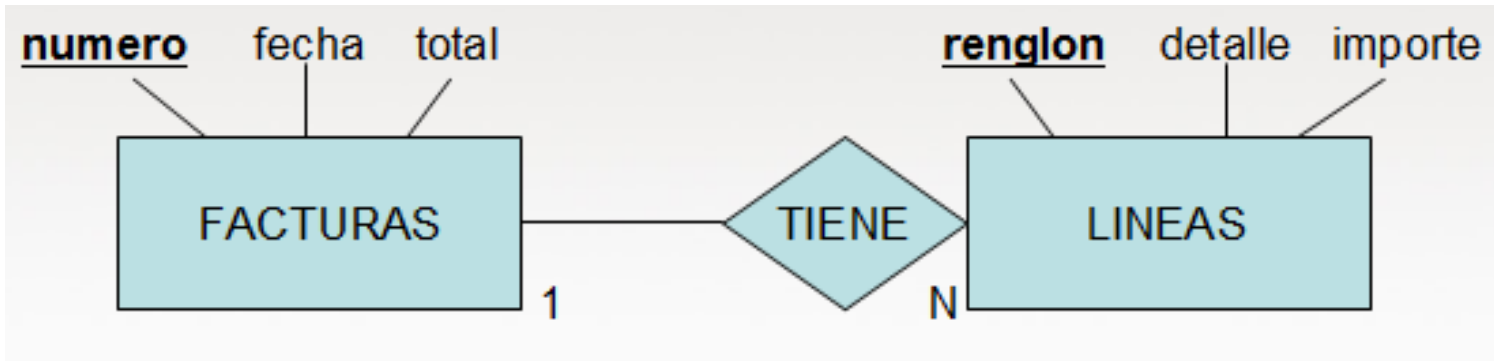 numero fecha total renglon detalle importe
FACTURAS TIENE LINEAS
1 N